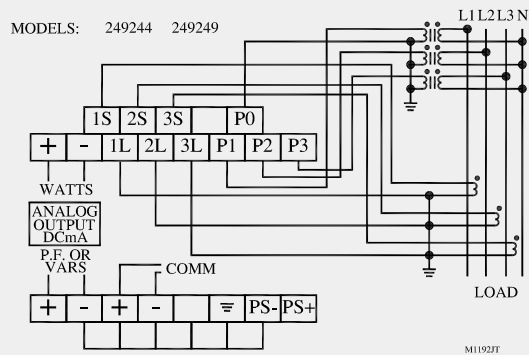 L1 L2 L3 N
MODELS: 249244 249249
1S 2S 3S P0
+ - 1L 2L 3L P1 P2 P3
WATTS
ANALOG
OUTPUT
DCmA
P.F. OR
VARS
COMM
+ - + - PS- PS+
LOAD
M1192JT